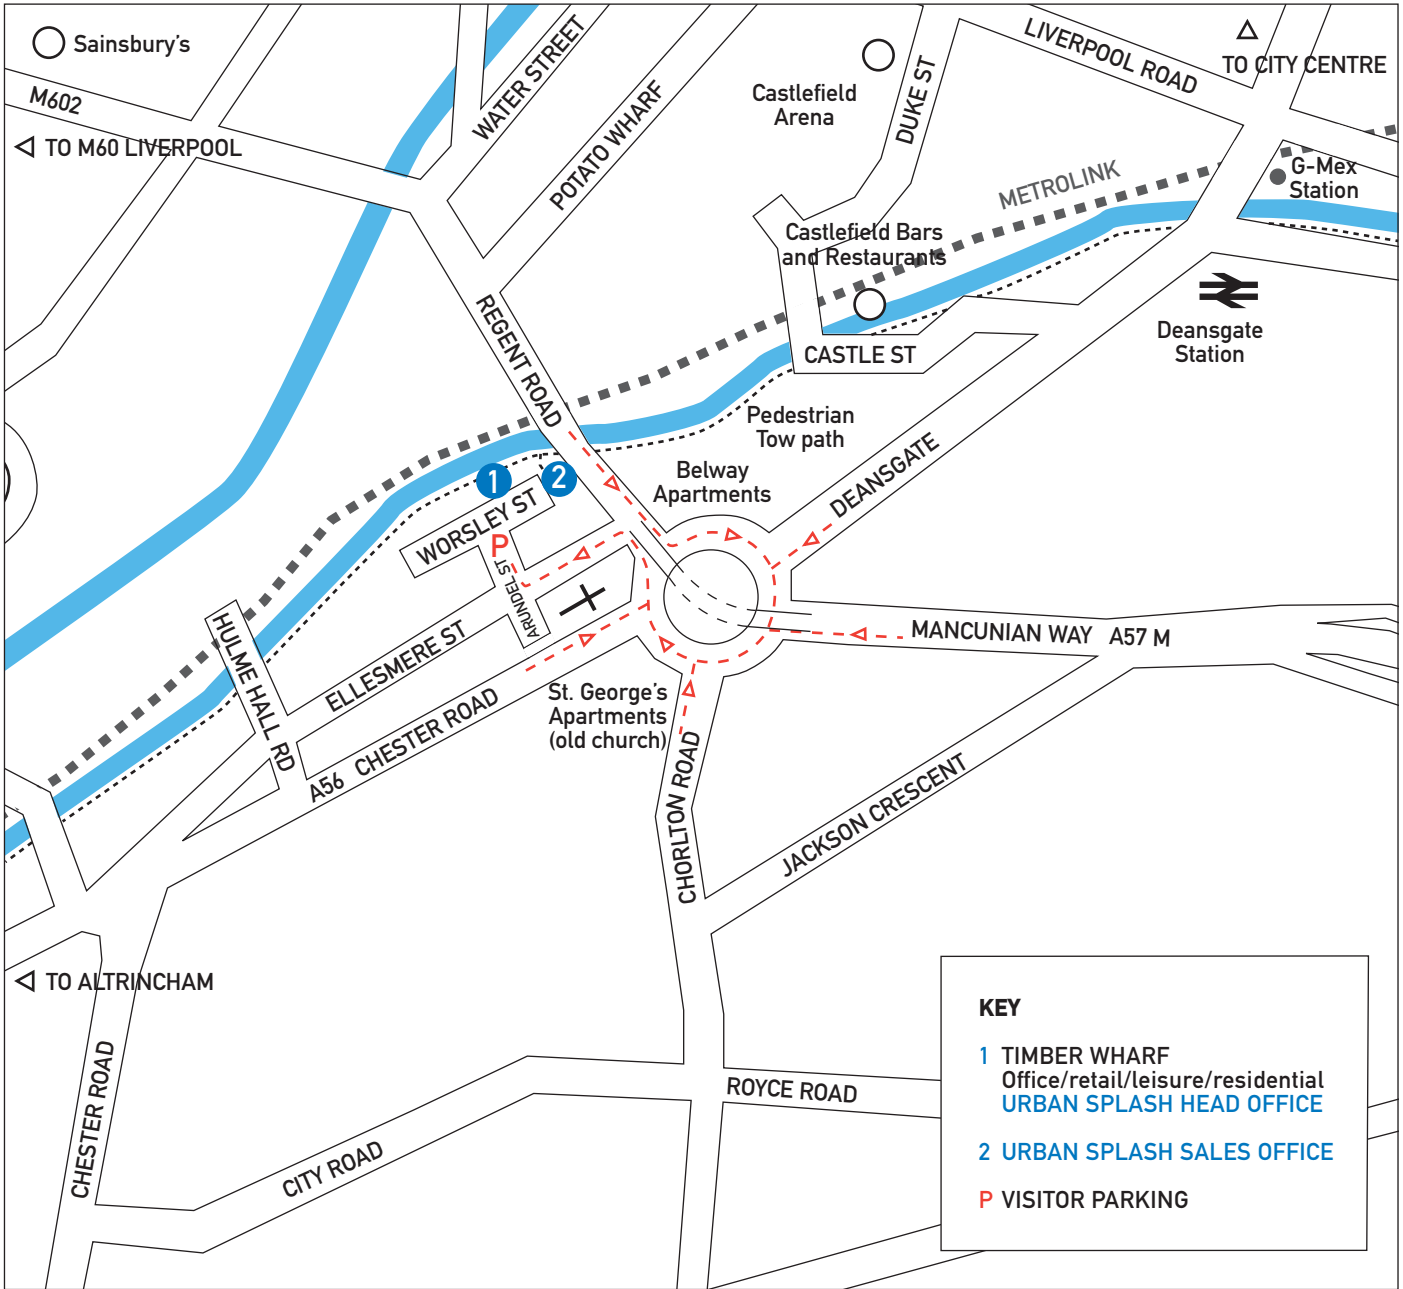 Sainsbury's
M602
TO M60 LIVERPOOL
WATER STREET
POTATO WHARF
Castlefield
Arena
DUKE ST
LIVERPOOL ROAD
TO CITY CENTRE
METROLINK
G-Mex
Station
Castlefield Bars
and Restaurants
REGENT ROAD
CASTLE ST
Deansgate
Station
Pedestrian
Tow path
Belway
Apartments
DEANSGATE
1
2
WORSLEY ST
P
ARUNDEL ST
HULME HALL RD
ELLESMERE ST
MANCUNIAN WAY A57 M
St. George's
Apartments
(old church)
A56 CHESTER ROAD
CHORLTON ROAD
JACKSON CRESCENT
TO ALTRINCHAM
CHESTER ROAD
CITY ROAD
ROYCE ROAD
KEY
1 TIMBER WHARF
Office/retail/leisure/residential
URBAN SPLASH HEAD OFFICE
2 URBAN SPLASH SALES OFFICE
P VISITOR PARKING